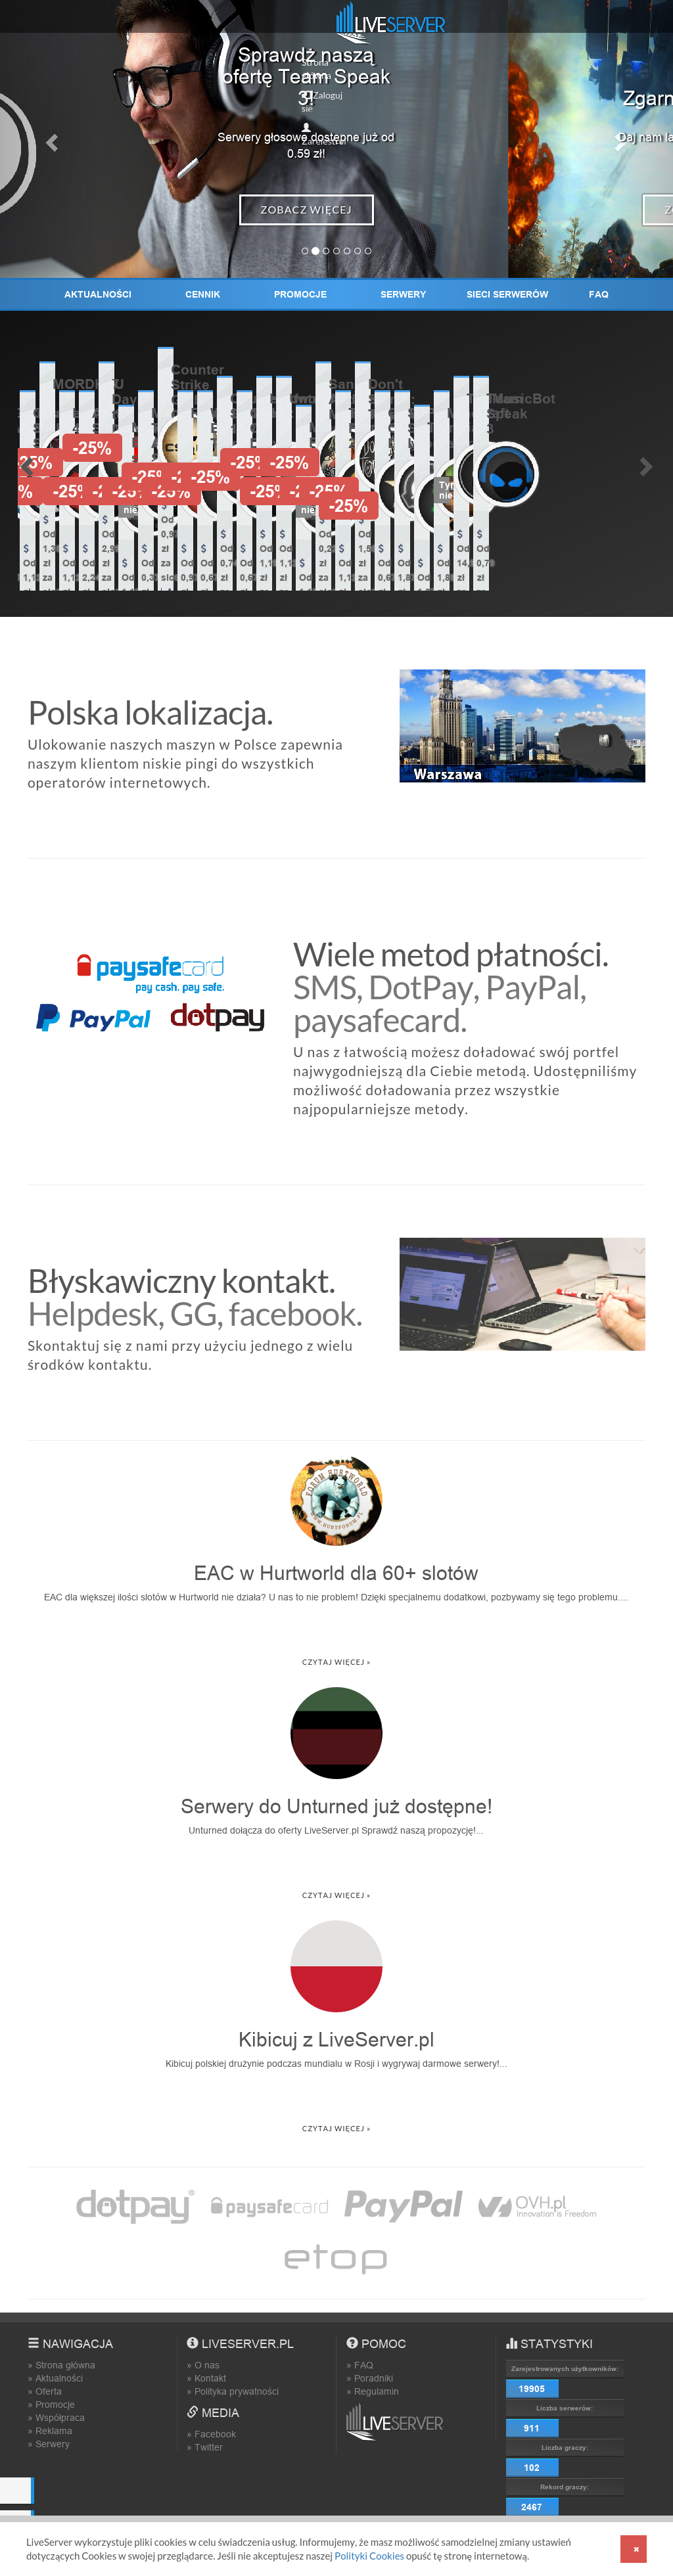 LIVESERVER
Sprawdź naszą
ofertę Team Speak
3!
Strona
Zaloguj
się
Serwery głosowe dostępne już od
0.59 zł!
ZOBACZ WIĘCEJ
AKTUALNOŚCI
CENNIK
PROMOCJE
SERWERY
SIECI SERWERÓW
FAQ
Counter
Strike
Don't
-25%
-25%
-25%
-25%
-25%
Polska lokalizacja.
Ulokowanie naszych maszyn w Polsce zapewnia
naszym klientom niskie pingi do wszystkich
operatorów internetowych.
Warszawa
paysafecard
pay cash. pay safe.
PayPal
dotpay
Wiele metod płatności.
SMS, DotPay, PayPal,
paysafecard.
U nas z łatwością możesz doładować swój portfel
najwygodniejszą dla Ciebie metodą. Udostępniliśmy
możliwość doładowania przez wszystkie
najpopularniejsze metody.
Błyskawiczny kontakt.
Helpdesk, GG, facebook.
Skontaktuj się z nami przy użyciu jednego z wielu
środków kontaktu.
EAC w Hurtworld dla 60+ slotów
EAC dla większej ilości slotów w Hurtworld nie działa? U nas to nie problem! Dzięki specjalnemu dodatkowi, pozbywamy się tego problemu....
CZYTAJ WIĘCEJ »
Serwery do Unturned już dostępne!
Unturned dołącza do oferty LiveServer.pl Sprawdź naszą propozycję!...
CZYTAJ WIĘCEJ »
Kibicuj z LiveServer.pl
Kibicuj polskiej drużynie podczas mundialu w Rosji i wygrywaj darmowe serwery!...
CZYTAJ WIĘCEJ »
dotpay®
paysafecard
PayPal
OVH.pl
Innovation is Freedom
etop
NAWIGACJA
» Strona główna
» Aktualności
» Oferta
» Promocje
» Współpraca
» Reklama
» Serwery
LIVESERVER.PL
» O nas
» Kontakt
» Polityka prywatności
MEDIA
» Facebook
» Twitter
POMOC
» FAQ
» Poradniki
» Regulamin
LIVESERVER
STATYSTYKI
Zarejestrowanych użytkowników:
19905
Liczba serwerów:
911
Liczba graczy:
102
Rekord graczy:
2467
LiveServer wykorzystuje pliki cookies w celu świadczenia usług. Informujemy, że masz możliwość samodzielnej zmiany ustawień
dotyczących Cookies w swojej przeglądarce. Jeśli nie akceptujesz naszej Polityki Cookies opuść tę stronę internetową.